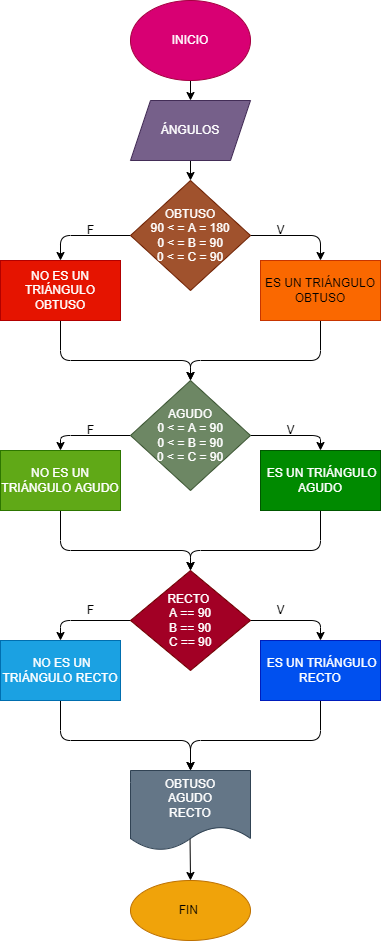 INICIO
ÁNGULOS
OBTUSO
90 < = A = 180
0 < = B = 90
0 < = C = 90
F
V
NO ES UN
TRIÁNGULO
OBTUSO
ES UN TRIÁNGULO
OBTUSO
AGUDO
0 < = A = 90
0 < = B = 90
0 < = C = 90
F
V
NO ES UN
TRIÁNGULO AGUDO
ES UN TRIÁNGULO
AGUDO
RECTO
A == 90
B == 90
C == 90
F
V
NO ES UN
TRIÁNGULO RECTO
ES UN TRIÁNGULO
RECTO
OBTUSO
AGUDO
RECTO
FIN